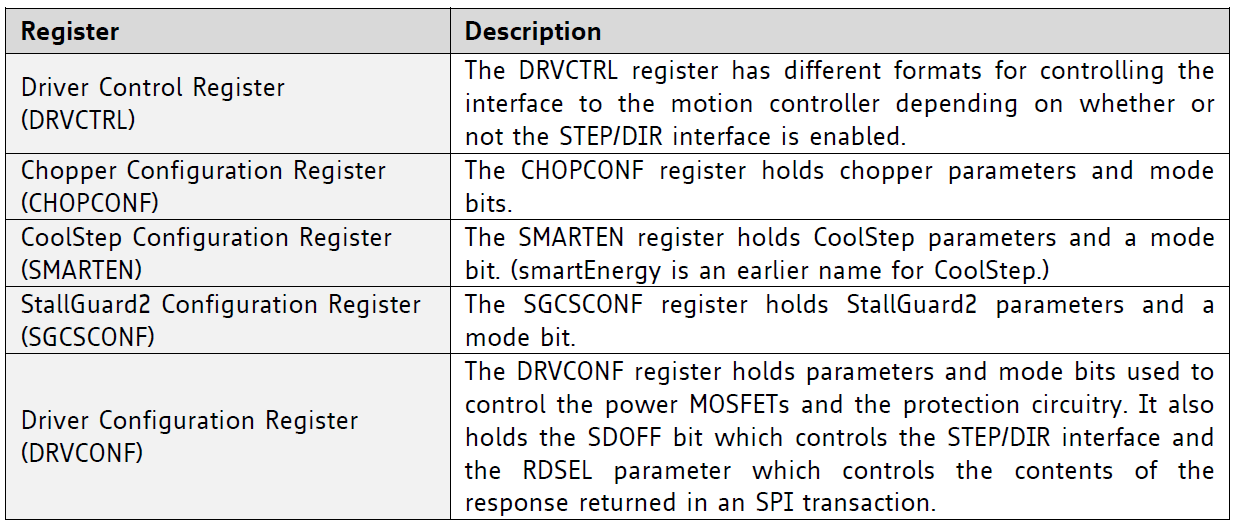 Register
Description
Driver Control Register
(DRVCTRL)
The DRVCTRL register has different formats for controlling the
interface to the motion controller depending on whether or
not the STEP/DIR interface is enabled.
Chopper Configuration Register
(CHOPCONF)
The CHOPCONF register holds chopper parameters and mode
bits.
CoolStep Configuration Register
(SMARTEN)
The SMARTEN register holds CoolStep parameters and a mode
bit. (smartEnergy is an earlier name for CoolStep.)
StallGuard2 Configuration Register
(SGCSCONF)
The SGCSCONF register holds StallGuard2 parameters and a
mode bit.
Driver Configuration Register
(DRVCONF)
The DRVCONF register holds parameters and mode bits used to
control the power MOSFETs and the protection circuitry. It also
holds the SDOFF bit which controls the STEP/DIR interface and
the RDSEL parameter which controls the contents of the
response returned in an SPI transaction.